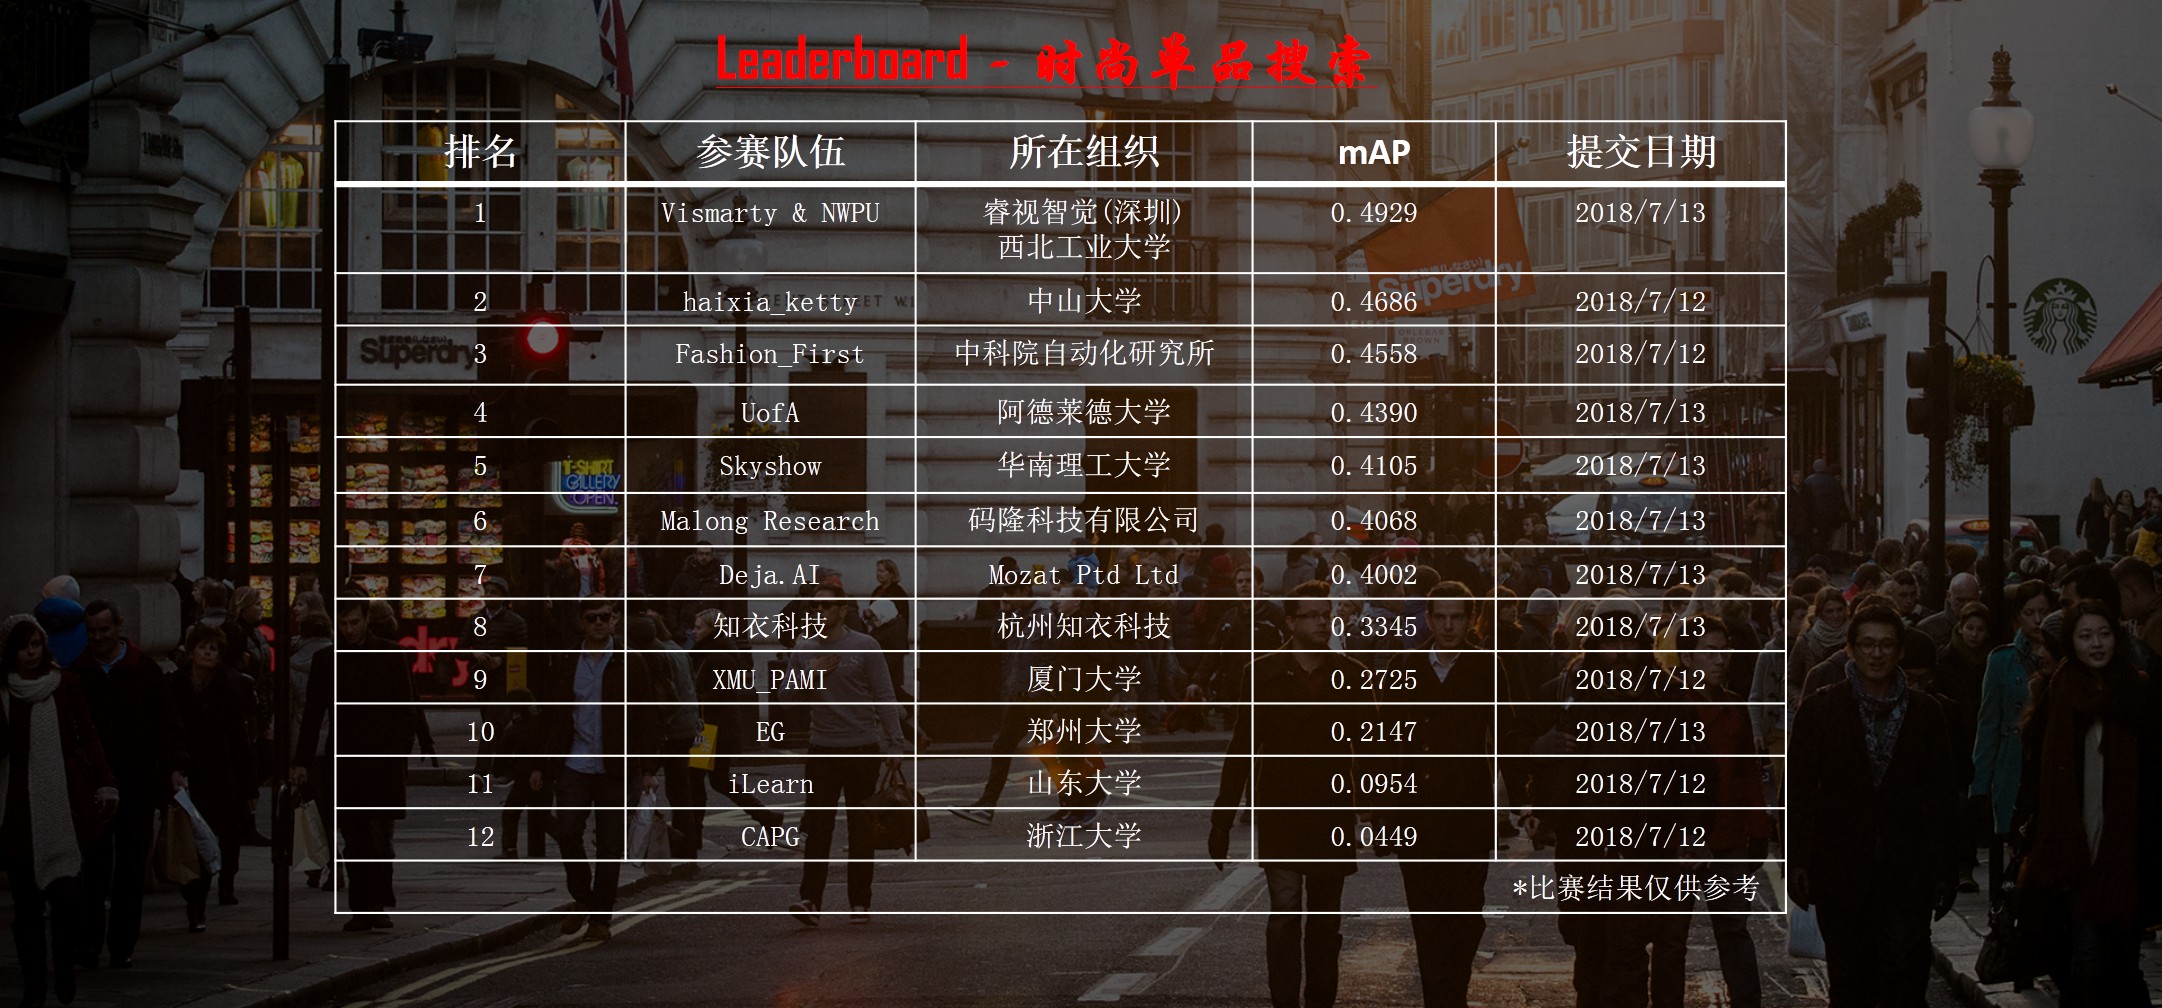 Leaderboard - 时尚单品搜索
排名 参赛队伍 所在组织 mAP 提交日期
1 Vismarty & NWPU 睿视智觉(深圳) 0.4929 2018/7/13
西北工业大学
2 haixia_ketty 中山大学 0.4686 2018/7/12
3 Fashion_First 中科院自动化研究所 0.4558 2018/7/12
4 UofA 阿德莱德大学 0.4390 2018/7/13
5 Skyshow 华南理工大学 0.4105 2018/7/13
6 Malong Research 码隆科技有限公司 0.4068 2018/7/13
7 Deja.AI Mozat Ptd Ltd 0.4002 2018/7/13
8 知衣科技 杭州知衣科技 0.3345 2018/7/13
9 XMU_PAMI 厦门大学 0.2725 2018/7/12
10 EG 郑州大学 0.2147 2018/7/13
11 iLearn 山东大学 0.0954 2018/7/12
12 CAPG 浙江大学 0.0449 2018/7/12
*比赛结果仅供参考
Superdry
Superdry
T-SHIRT
GALLERY
OPEN